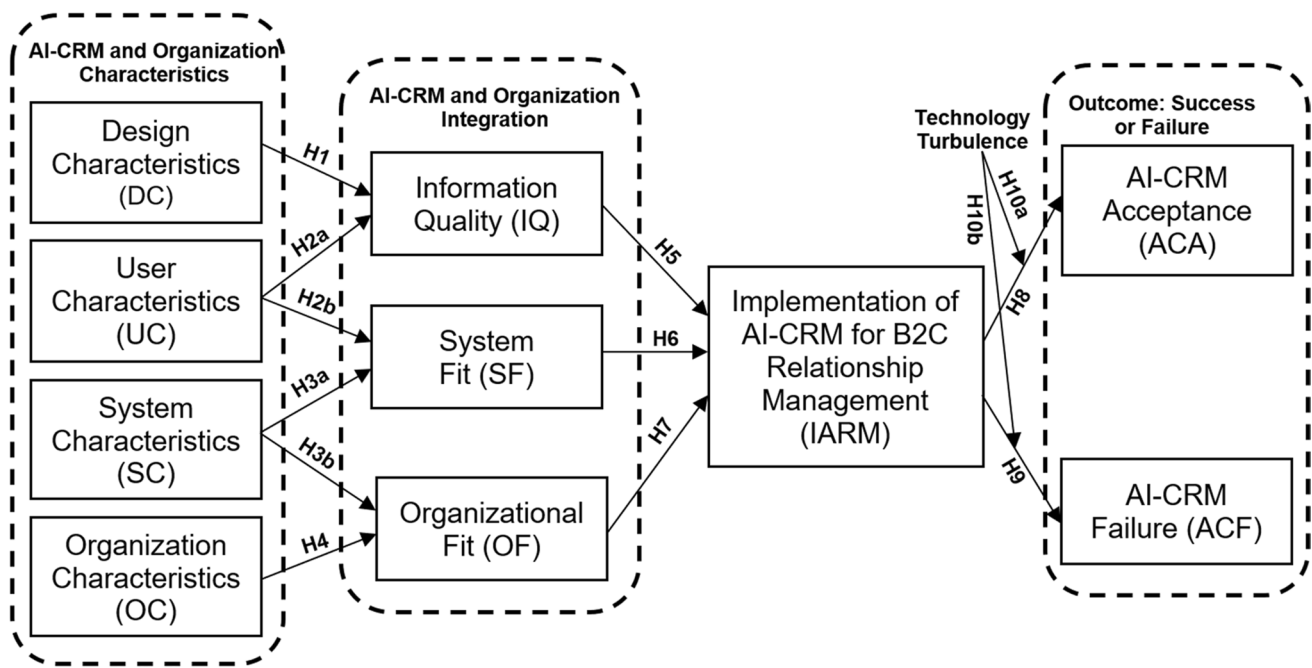 AI-CRM and Organization
Characteristics
Design
Characteristics
(DC)
User
Characteristics
(UC)
System
Characteristics
(SC)
Organization
Characteristics
(OC)
H1
H2a
H2b
H3a
H3b
H4
AI-CRM and Organization
Integration
Information
Quality (IQ)
System
Fit (SF)
Organizational
Fit (OF)
H5
H6
H7
Implementation of
AI-CRM for B2C
Relationship
Management
(IARM)
Technology
Turbulence
H10a
H10b
H8
H9
Outcome: Success
or Failure
AI-CRM
Acceptance
(ACA)
AI-CRM
Failure (ACF)